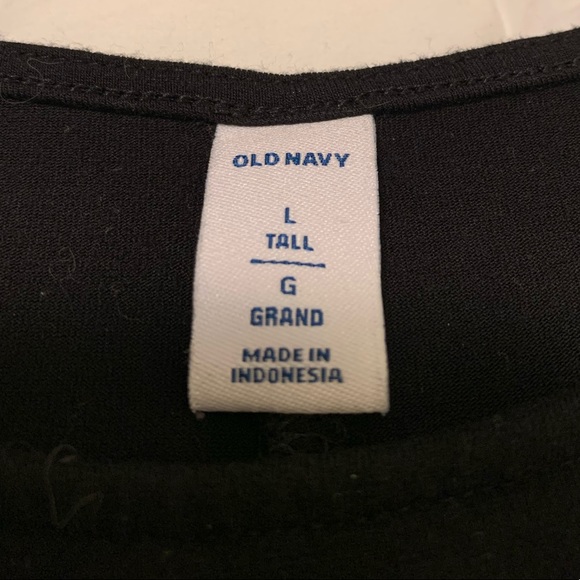 OLD NAVY
L
TALL
G
GRAND
MADE IN
INDONESIA